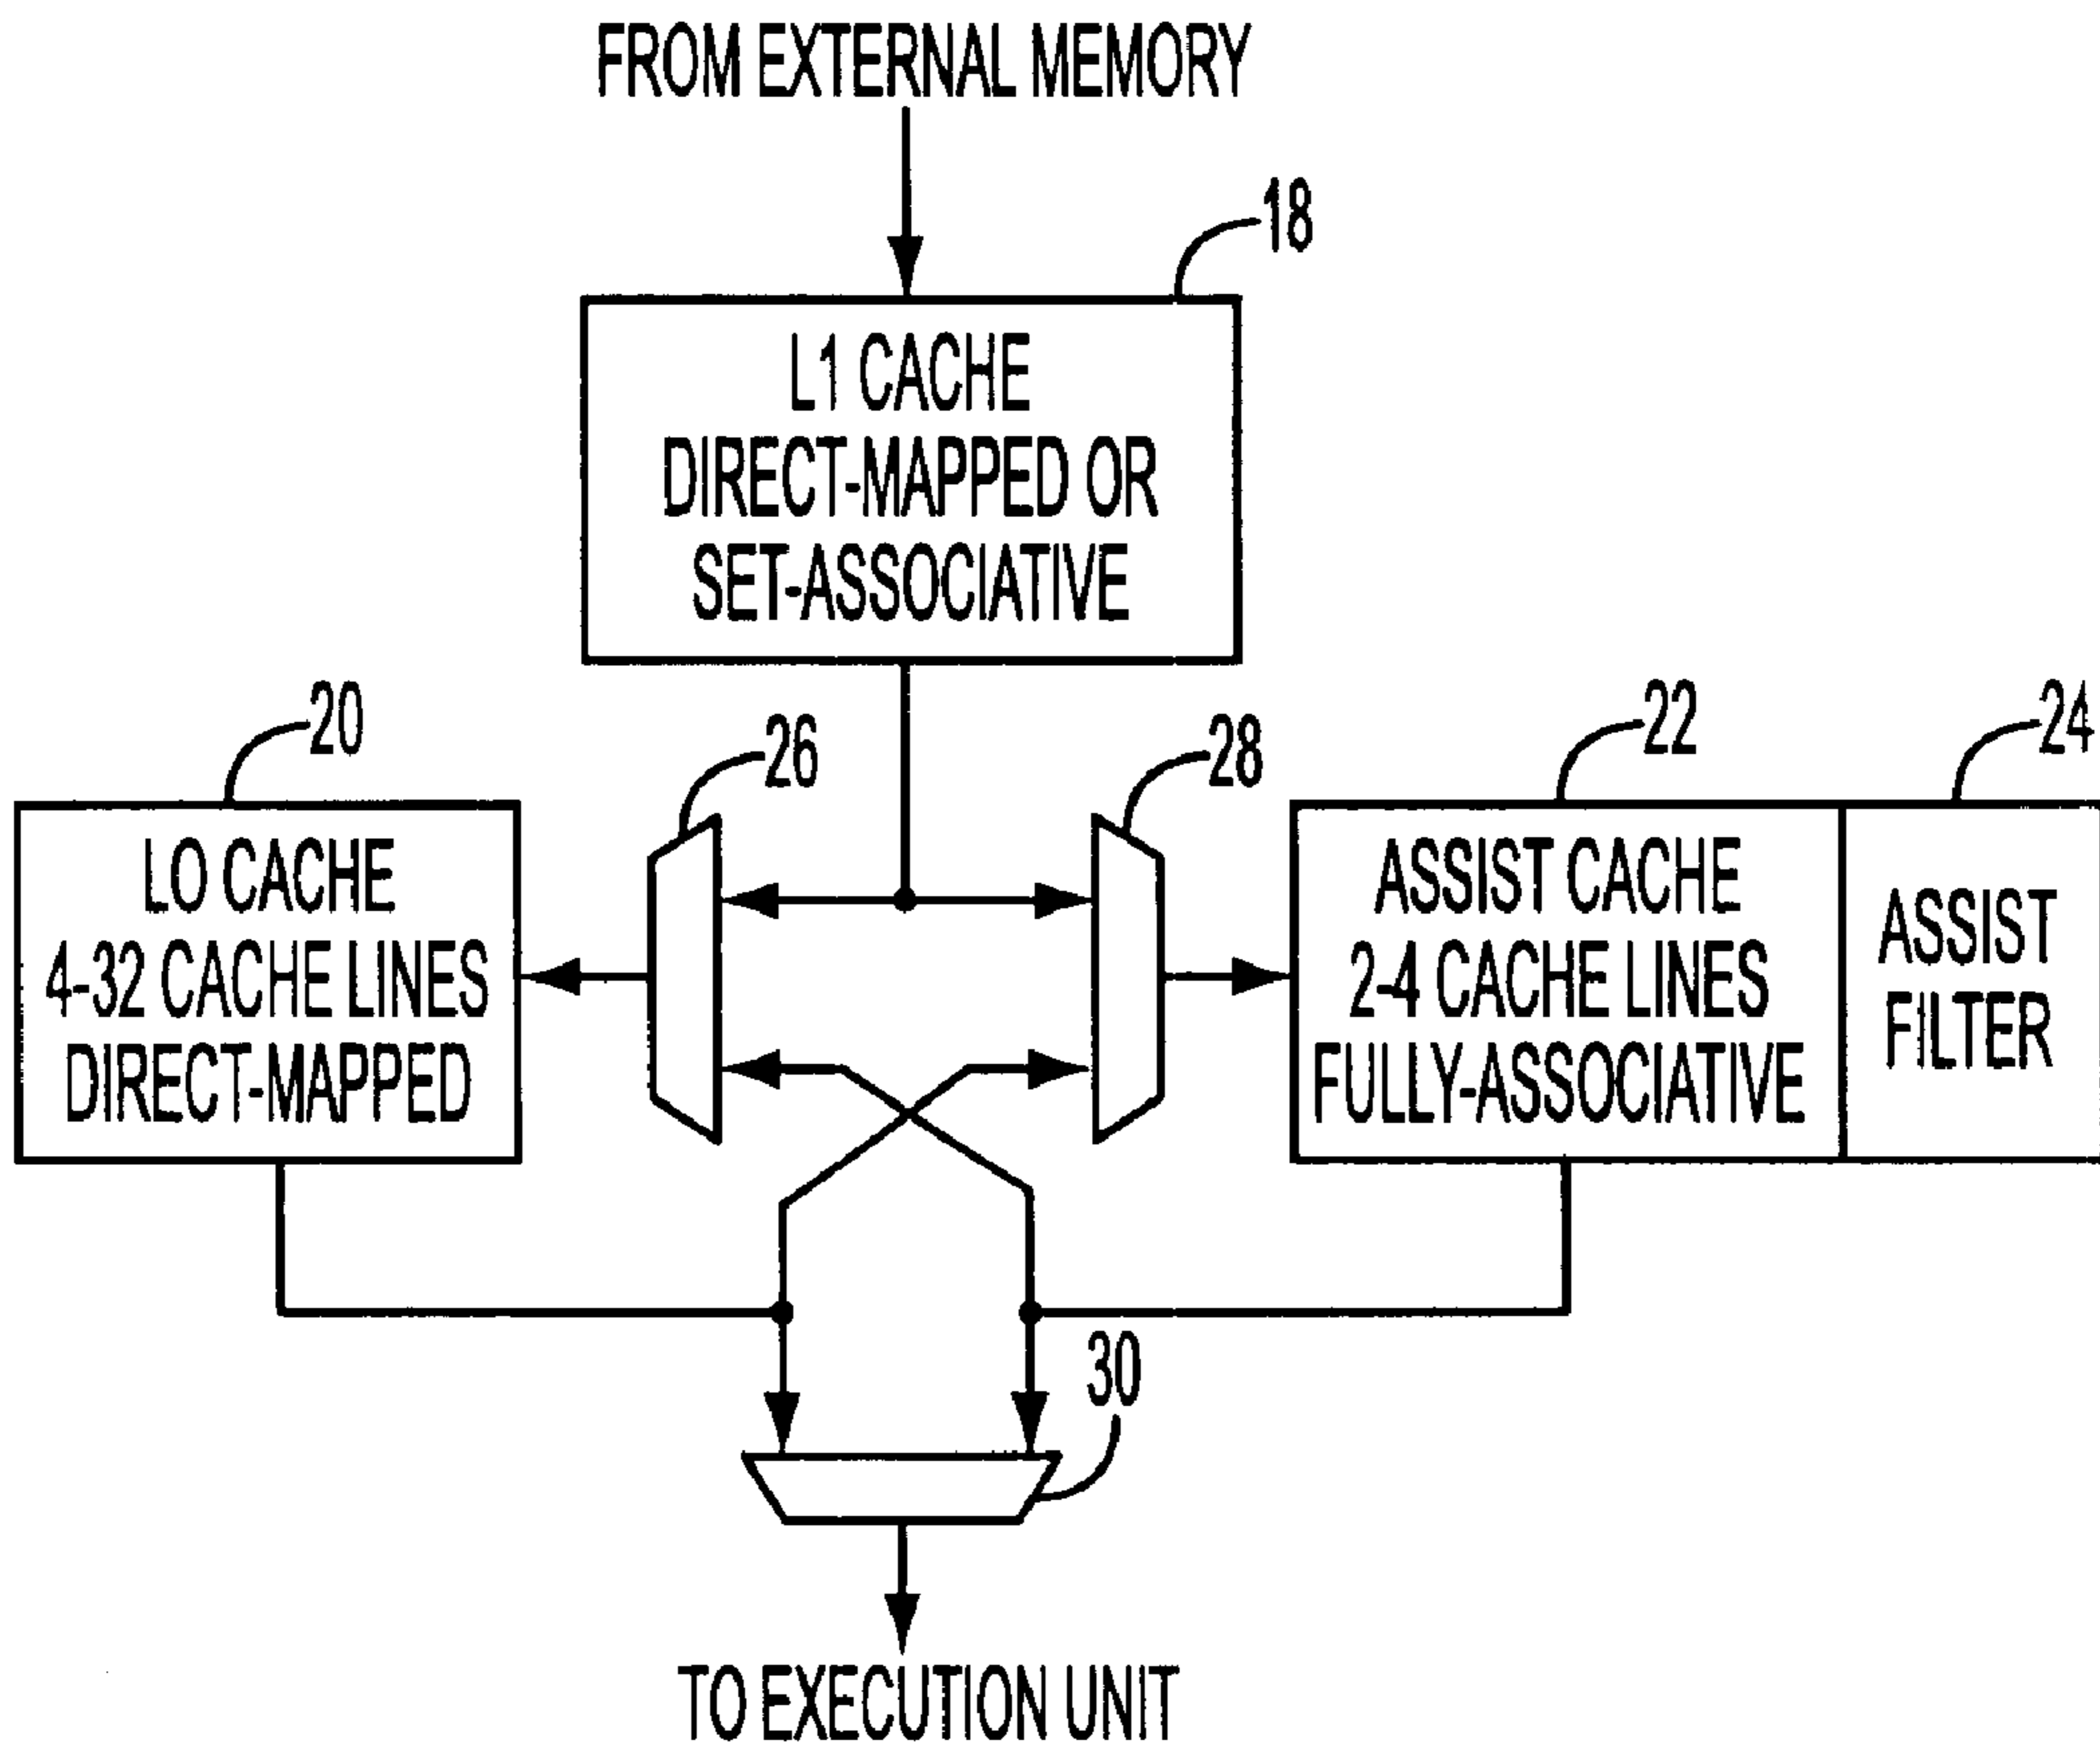 FROM EXTERNAL MEMORY
18
L1 CACHE
DIRECT-MAPPED OR
SET-ASSOCIATIVE
20
26
28
22
24
LO CACHE
4-32 CACHE LINES
DIRECT-MAPPED
ASSIST CACHE
2-4 CACHE LINES
FULLY-ASSOCIATIVE
ASSIST
FILTER
30
TO EXECUTION UNIT